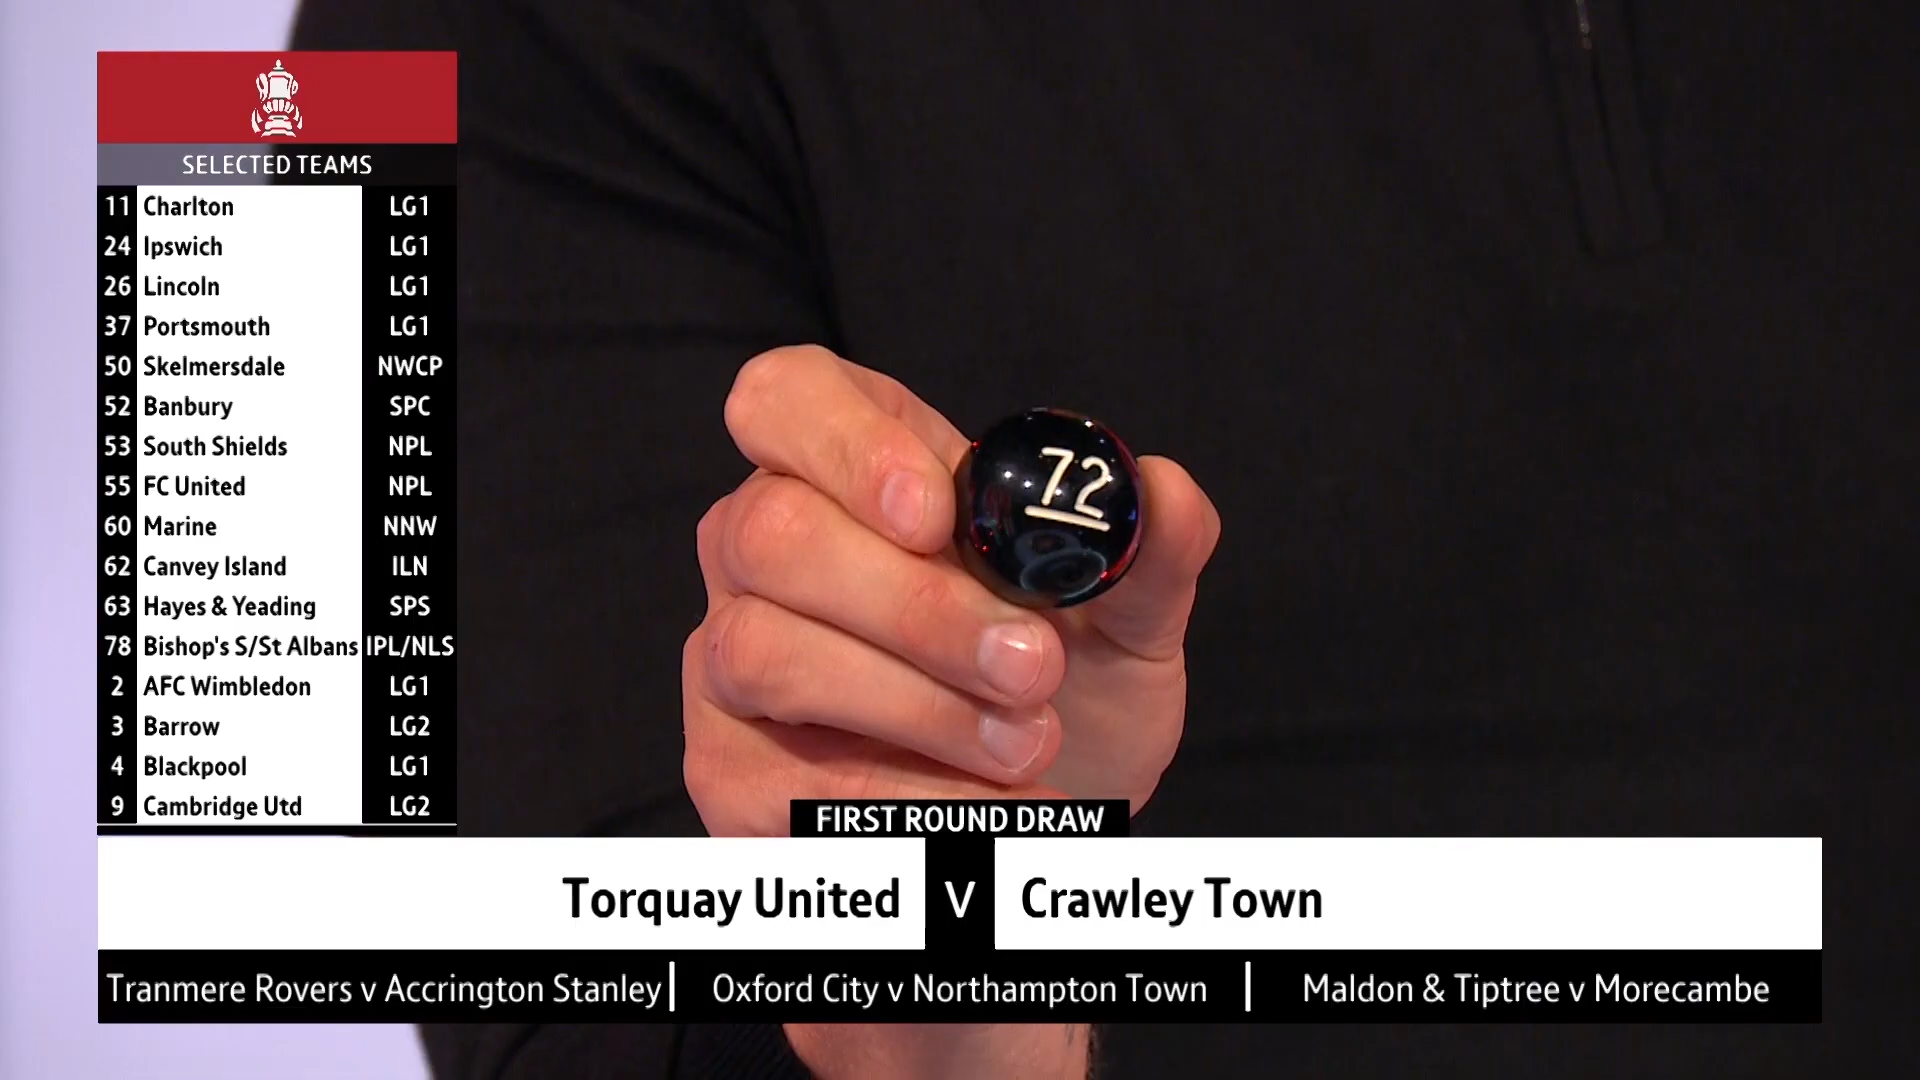 SELECTED TEAMS
11 Charlton LG1
24 Ipswich LG1
26 Lincoln LG1
37 Portsmouth LG1
50 Skelmersdale NWCP
52 Banbury SPC
53 South Shields NPL
55 FC United NPL
60 Marine NNW
62 Canvey Island ILN
63 Hayes & Yeading SPS
78 Bishop's S/St Albans IPL/NLS
2 AFC Wimbledon LG1
3 Barrow LG2
4 Blackpool LG1
9 Cambridge Utd LG2
72
FIRST ROUND DRAW
Torquay United V Crawley Town
Tranmere Rovers v Accrington Stanley | Oxford City v Northampton Town | Maldon & Tiptree v Morecambe